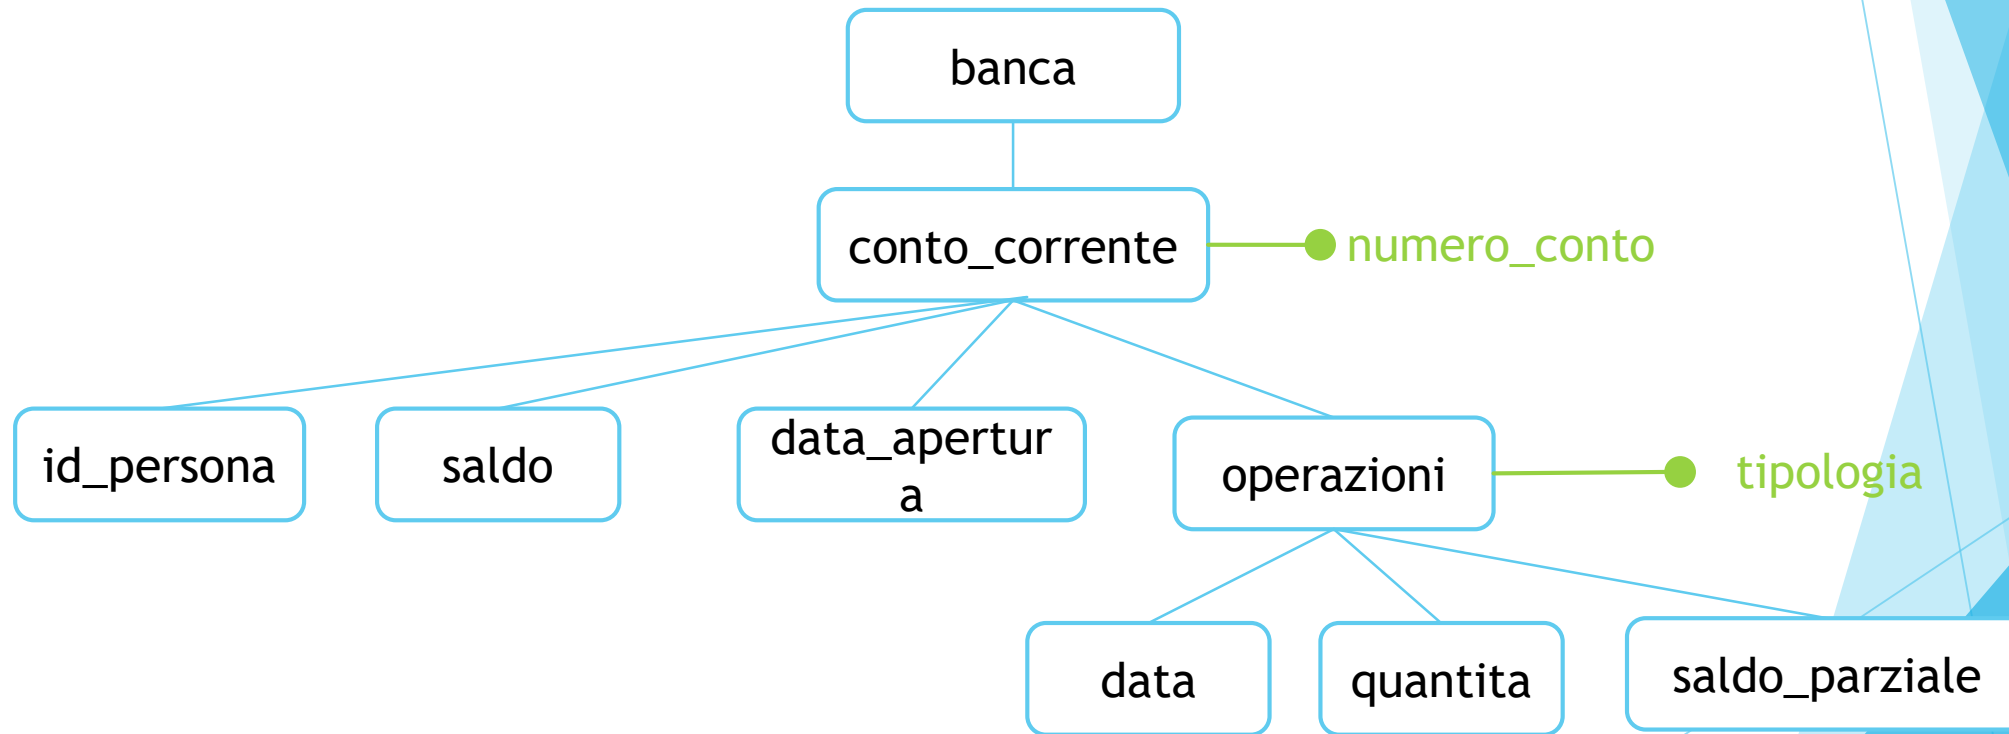 banca
conto_corrente
numero_conto
id_persona
saldo
data_apertur
a
operazioni
tipologia
data
quantita
saldo_parziale